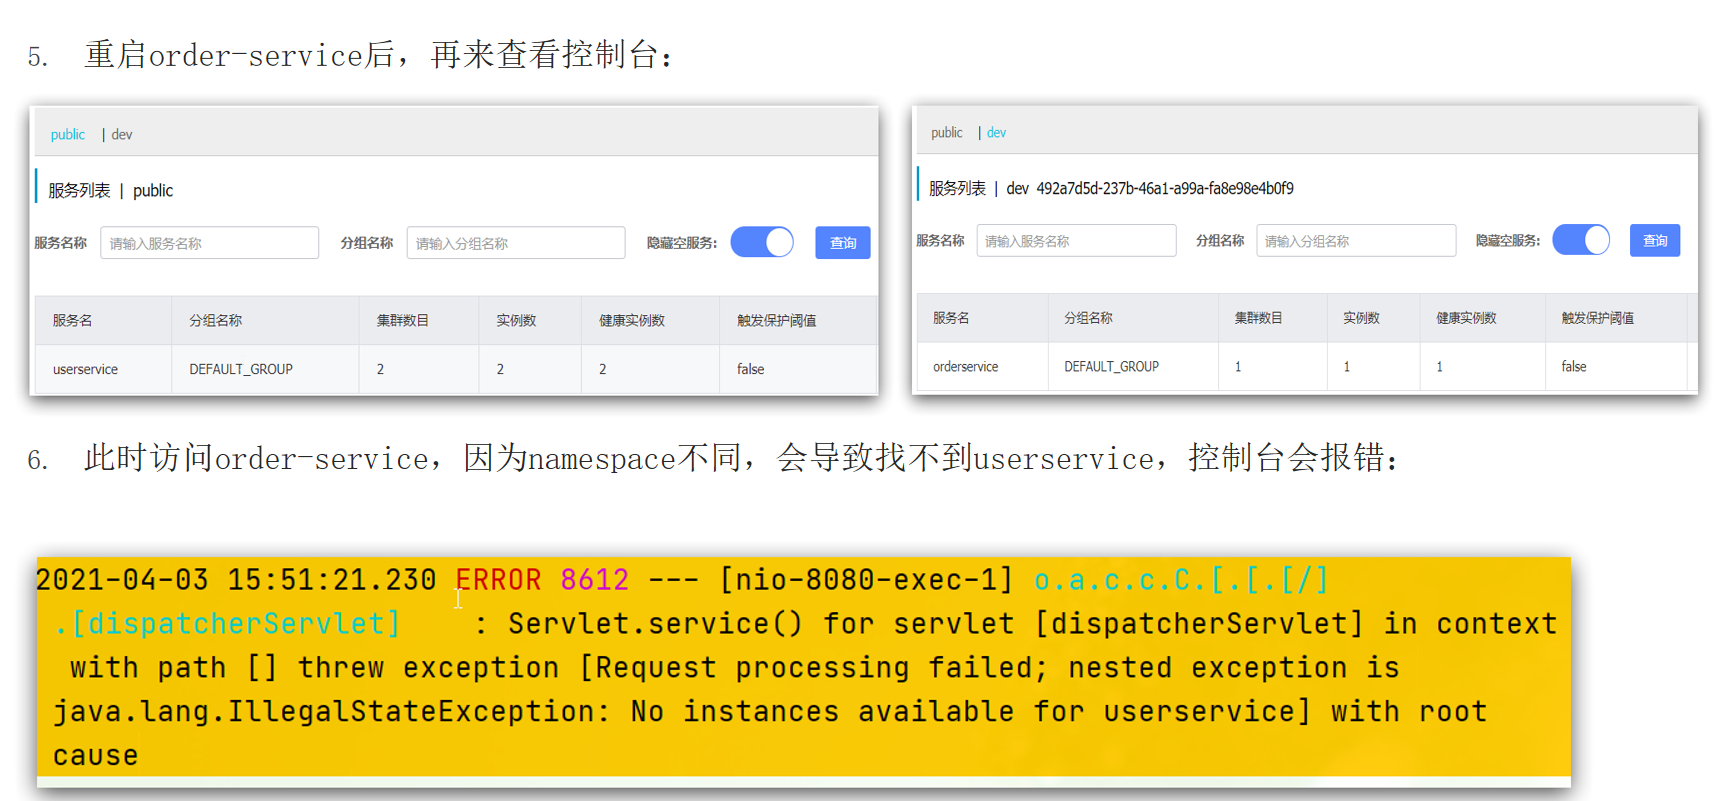 5. 重启order-service后，再来查看控制台：
public | dev
服务列表 | public
服务名称 请输入服务名称 分组名称 请输入分组名称 隐藏空服务: 查询
服务名 分组名称 集群数目 实例数 健康实例数 触发保护阈值
userservice DEFAULT_GROUP 2 2 2 false
public | dev
服务列表 | dev 492a7d5d-237b-46a1-a99a-fa8e98e4b0f9
服务名称 请输入服务名称 分组名称 请输入分组名称 隐藏空服务: 查询
服务名 分组名称 集群数目 实例数 健康实例数 触发保护阈值
orderservice DEFAULT_GROUP 1 1 1 false
6. 此时访问order-service，因为namespace不同，会导致找不到userservice，控制台会报错：
2021-04-03 15:51:21.230 ERROR 8612 --- [nio-8080-exec-1] o.a.c.c.C.[.[.[/]
.[dispatcherServlet] : Servlet.service() for servlet [dispatcherServlet] in context
with path [] threw exception [Request processing failed; nested exception is
java.lang.IllegalStateException: No instances available for userservice] with root
cause